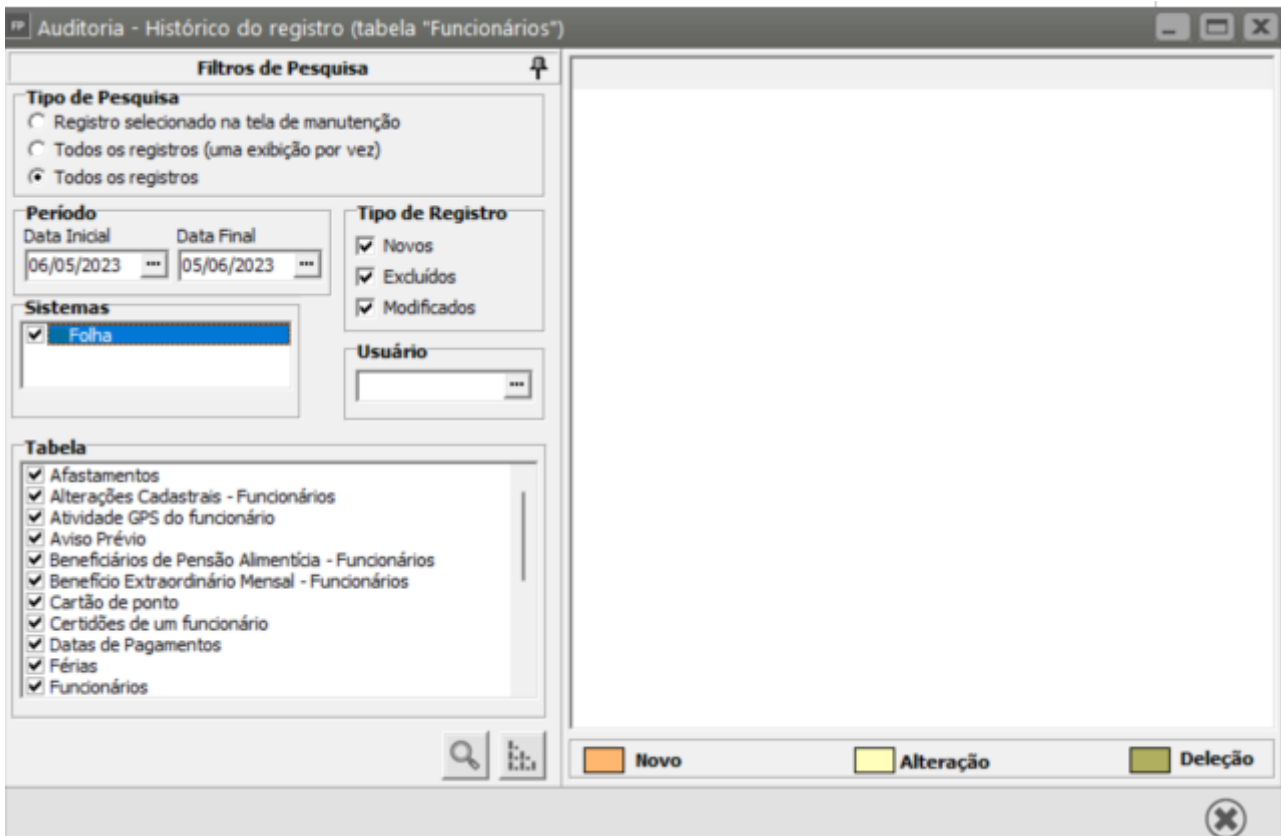 FP Auditoria - Histórico do registro (tabela "Funcionários")
Filtros de Pesquisa
Tipo de Pesquisa
Registro selecionado na tela de manutenção
Todos os registros (uma exibição por vez)
Todos os registros
Período
Data Inicial Data Final
06/05/2023 ... 05/06/2023 ...
Tipo de Registro
Novos
Excluídos
Modificados
Sistemas
Folha
Usuário
...
Tabela
Afastamentos
Alterações Cadastrais - Funcionários
Atividade GPS do funcionário
Aviso Prévio
Beneficiários de Pensão Alimentícia - Funcionários
Benefício Extraordinário Mensal - Funcionários
Cartão de ponto
Certidões de um funcionário
Datas de Pagamentos
Férias
Funcionários
Novo Alteração Deleção